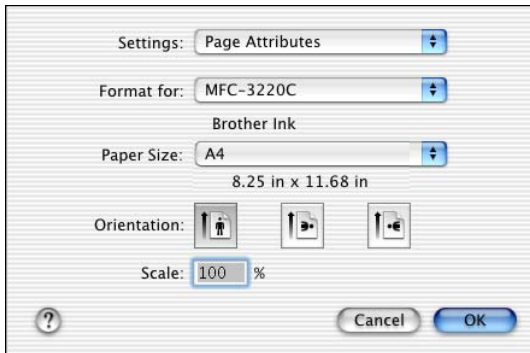 Settings: Page Attributes
Format for: MFC-3220C
Brother Ink
Paper Size: A4
8.25 in x 11.68 in
Orientation:
Scale: 100 %
? Cancel OK